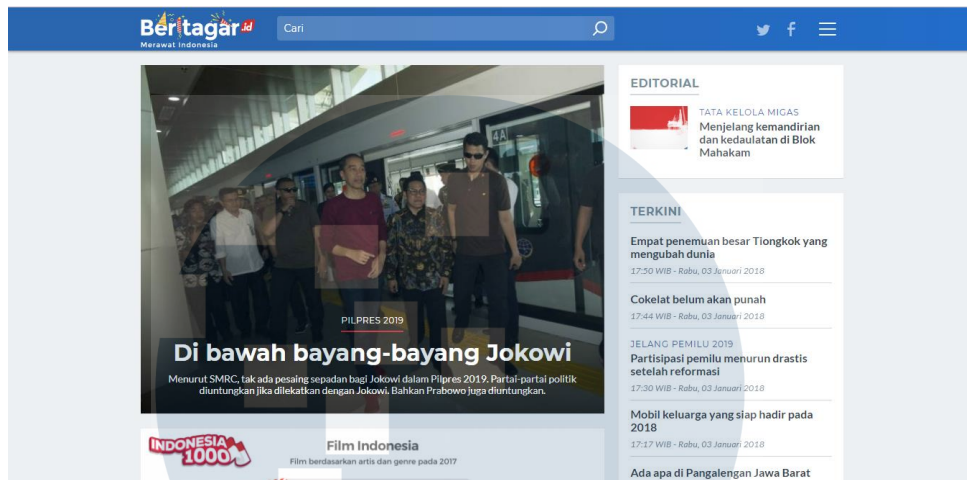 Beritagar.id
Merawat Indonesia
Cari
4A
PILPRES 2019
Di bawah bayang-bayang Jokowi
Menurut SMRC, tak ada pesaing sepadan bagi Jokowi dalam Pilpres 2019. Partai-partai politik
diuntungkan jika dilekatkan dengan Jokowi. Bahkan Prabowo juga diuntungkan.
INDONESIA
1000
Film Indonesia
Film berdasarkan artis dan genre pada 2017
EDITORIAL
TATA KELOLA MIGAS
Menjelang kemandirian
dan kedaulatan di Blok
Mahakam
TERKINI
Empat penemuan besar Tiongkok yang
mengubah dunia
17:50 WIB - Rabu, 03 Januari 2018
Cokelat belum akan punah
17:44 WIB - Rabu, 03 Januari 2018
JELANG PEMILU 2019
Partisipasi pemilu menurun drastis
setelah reformasi
17:30 WIB - Rabu, 03 Januari 2018
Mobil keluarga yang siap hadir pada
2018
17:17 WIB - Rabu, 03 Januari 2018
Ada apa di Pangalengan Jawa Barat